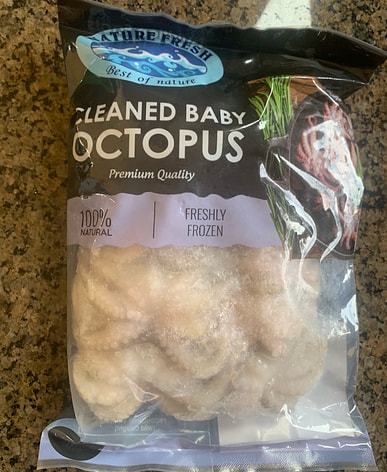 NATURE FRESH
Best of nature
CLEANED BABY
OCTOPUS
Premium Quality
100%
NATURAL
FRESHLY
FROZEN